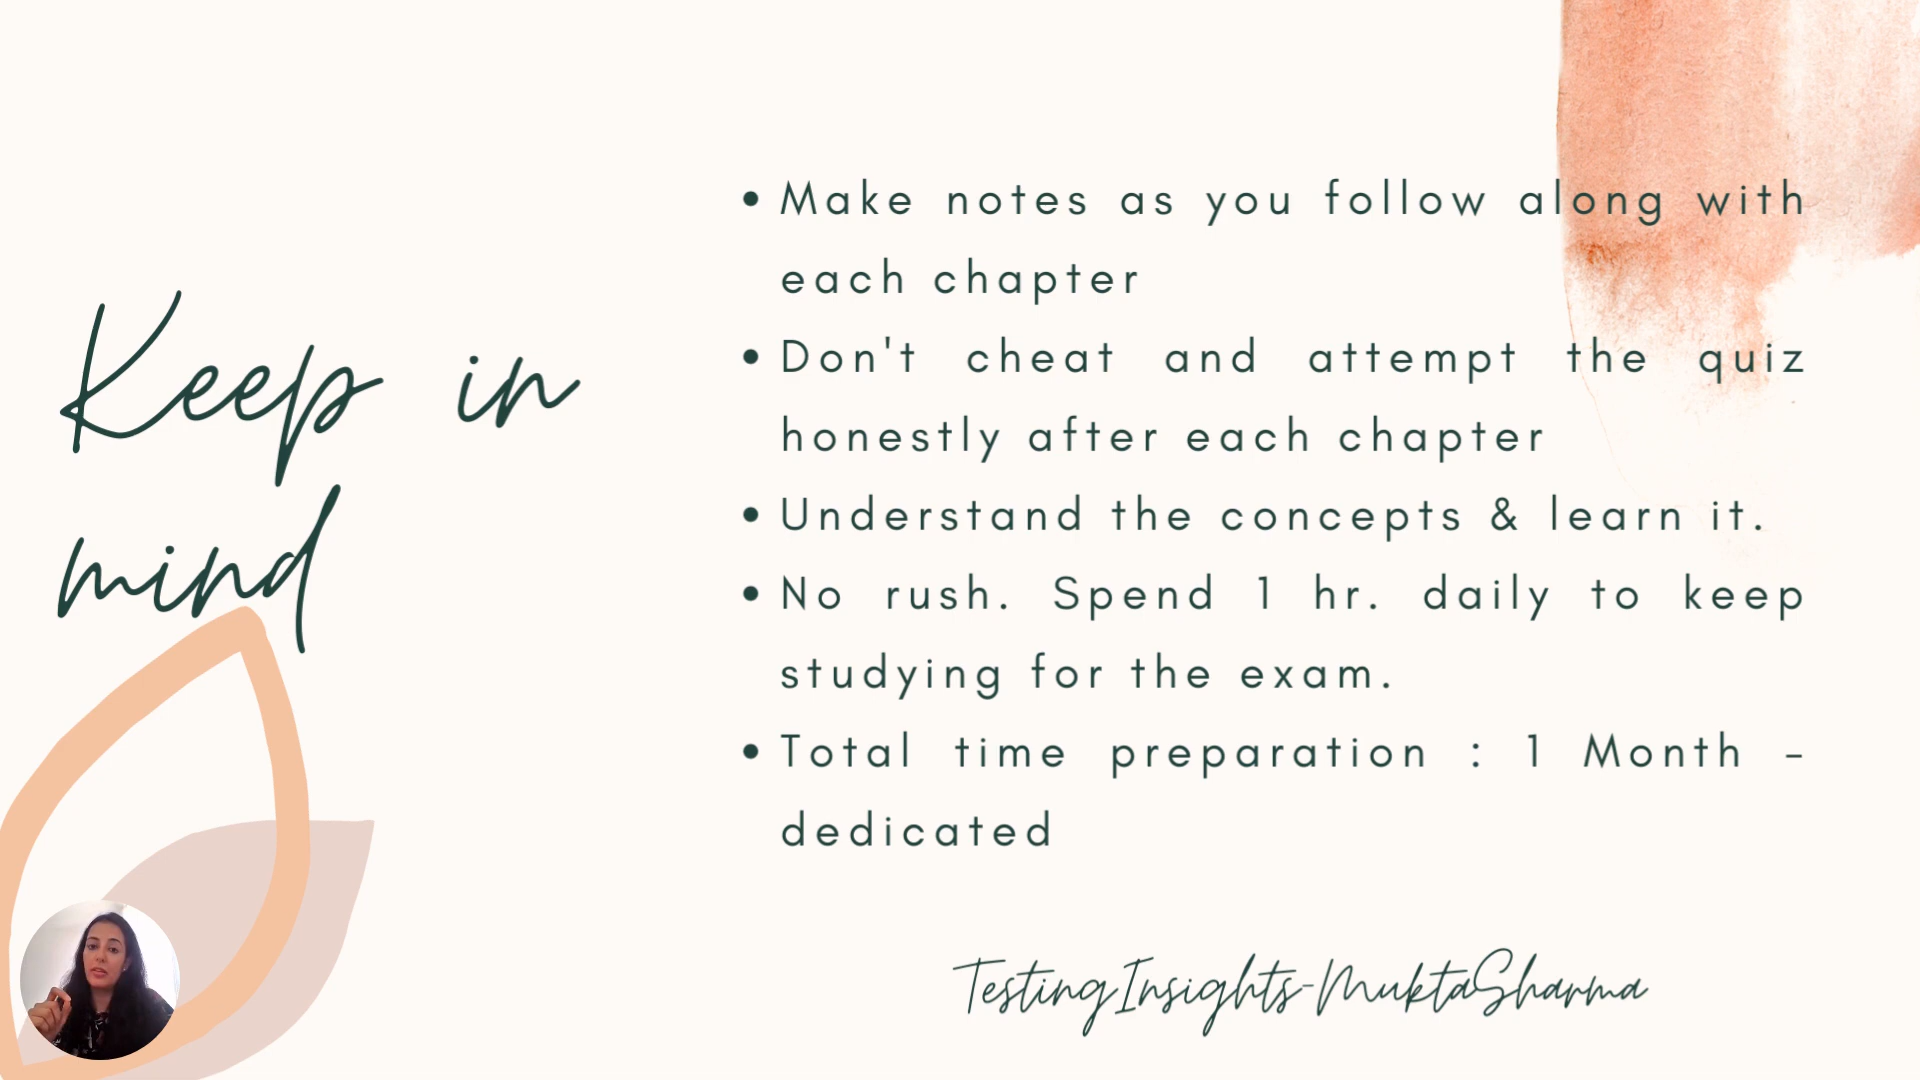 Keep in
mind
• Make notes as you follow along with
each chapter
• Don't cheat and attempt the quiz
honestly after each chapter
• Understand the concepts & learn it.
• No rush. Spend 1 hr. daily to keep
studying for the exam.
• Total time preparation : 1 Month -
dedicated
TestingInsights-MuktaSharma